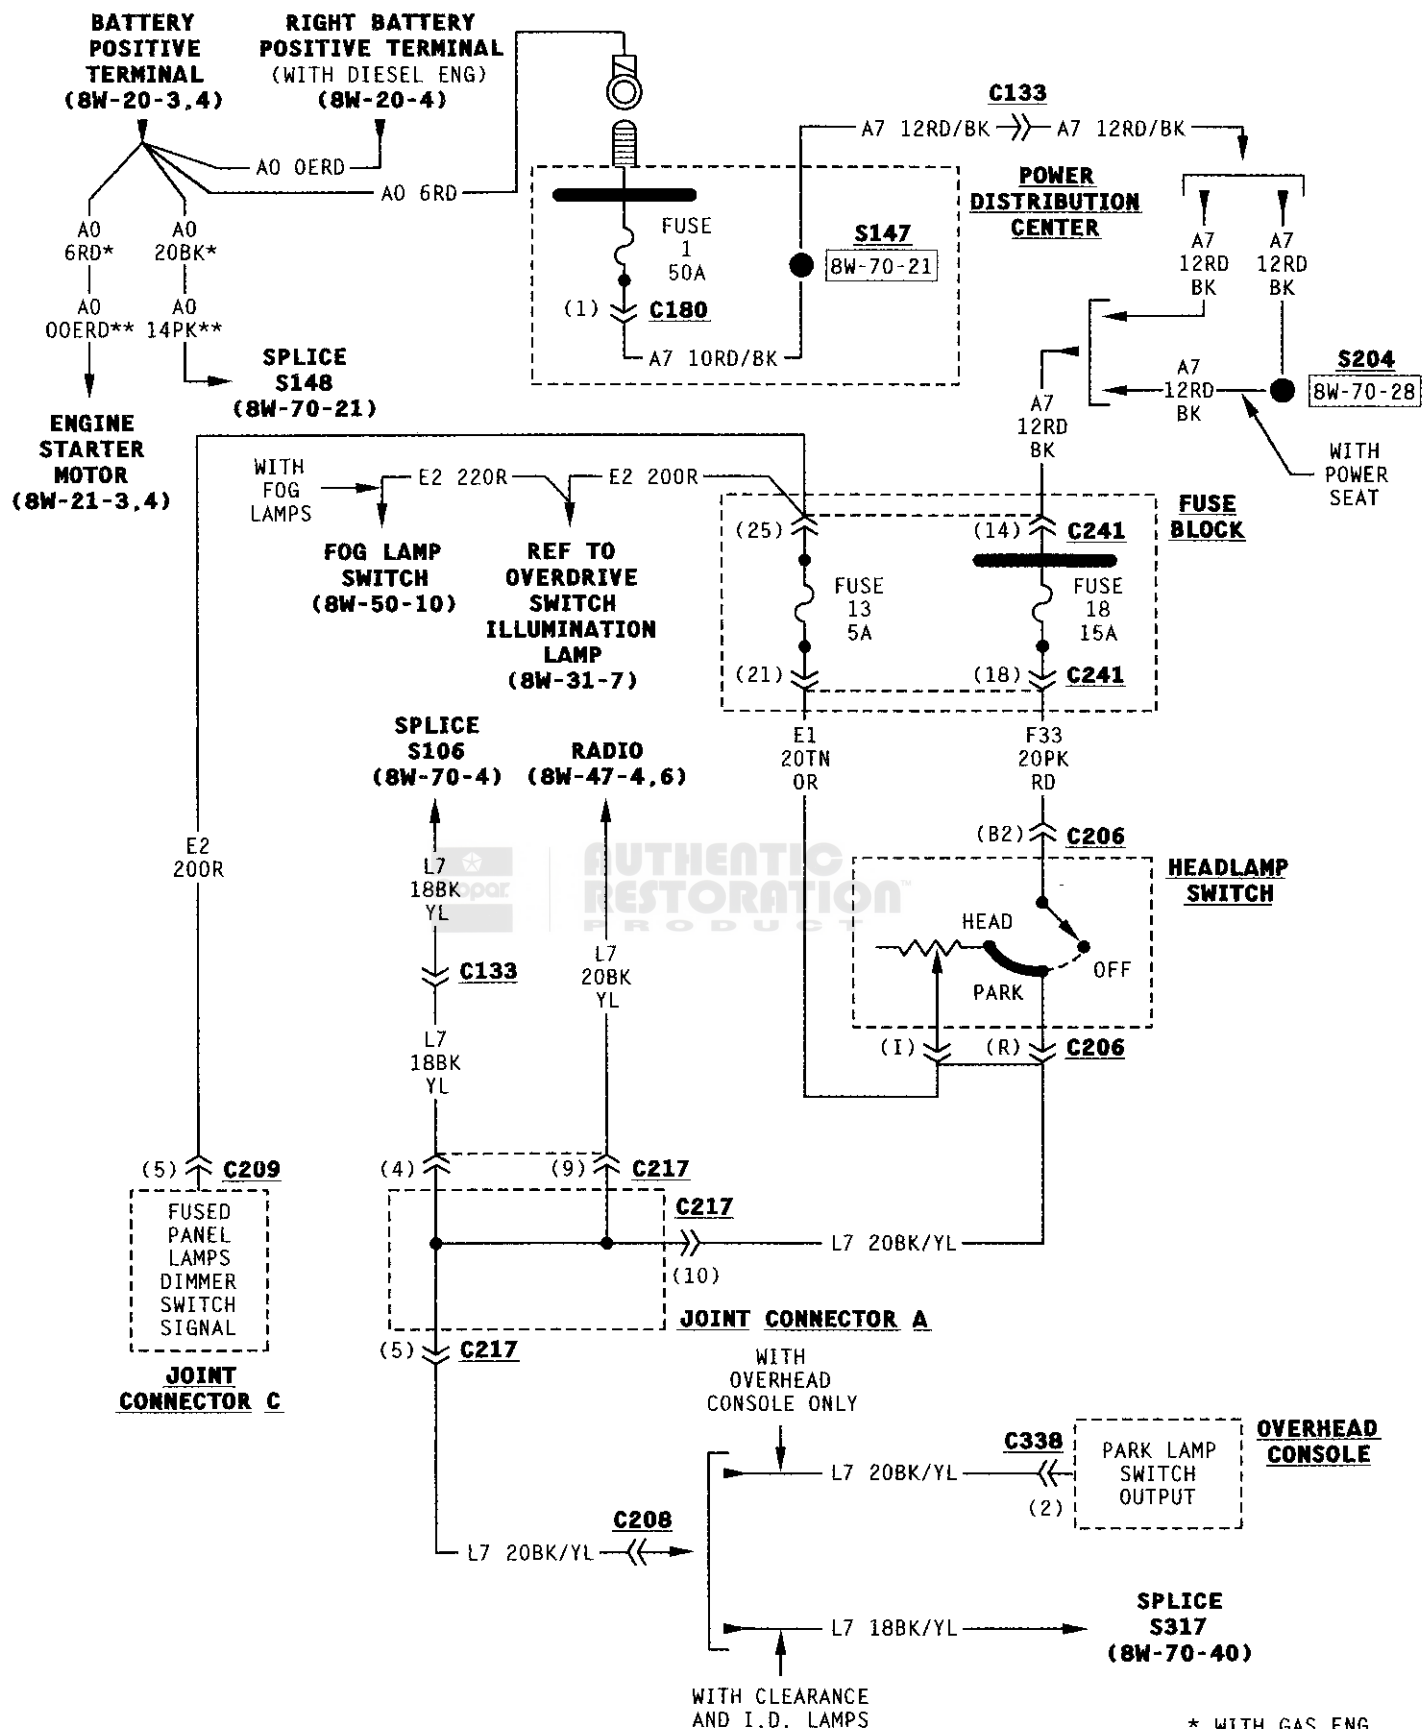 BATTERY
POSITIVE
TERMINAL
(8W-20-3,4)
RIGHT BATTERY
POSITIVE TERMINAL
(WITH DIESEL ENG)
(8W-20-4)
C133
A7 12RD/BK
A7 12RD/BK
A0 0ERD
A0 6RD
POWER
DISTRIBUTION
CENTER
A0
6RD*
A0
20BK*
FUSE
1
50A
S147
8W-70-21
A7
12RD
BK
A7
12RD
BK
A0
00ERD**
A0
14PK**
(1)
C180
A7 10RD/BK
SPLICE
S148
(8W-70-21)
A7
12RD
BK
S204
8W-70-28
ENGINE
STARTER
MOTOR
(8W-21-3,4)
A7
12RD
BK
WITH
POWER
SEAT
WITH
FOG
LAMPS
E2 22OR
E2 20OR
FUSE
BLOCK
(25)
(14)
C241
FOG LAMP
SWITCH
(8W-50-10)
REF TO
OVERDRIVE
SWITCH
ILLUMINATION
LAMP
(8W-31-7)
FUSE
13
5A
FUSE
18
15A
(21)
(18)
C241
SPLICE
S106
(8W-70-4)
RADIO
(8W-47-4,6)
E1
20TN
OR
F33
20PK
RD
E2
20OR
(B2)
C206
mopar
AUTHENTIC
RESTORATION™
PRODUCT
L7
18BK
YL
HEADLAMP
SWITCH
HEAD
OFF
PARK
C133
L7
20BK
YL
L7
18BK
YL
(I)
(R)
C206
(5)
C209
(4)
(9)
C217
FUSED
PANEL
LAMPS
DIMMER
SWITCH
SIGNAL
C217
L7 20BK/YL
(10)
JOINT CONNECTOR A
(5)
C217
JOINT
CONNECTOR C
WITH
OVERHEAD
CONSOLE ONLY
C338
OVERHEAD
CONSOLE
L7 20BK/YL
(2)
PARK LAMP
SWITCH
OUTPUT
C208
L7 20BK/YL
L7 18BK/YL
SPLICE
S317
(8W-70-40)
WITH CLEARANCE
AND I.D. LAMPS
* WITH GAS ENG